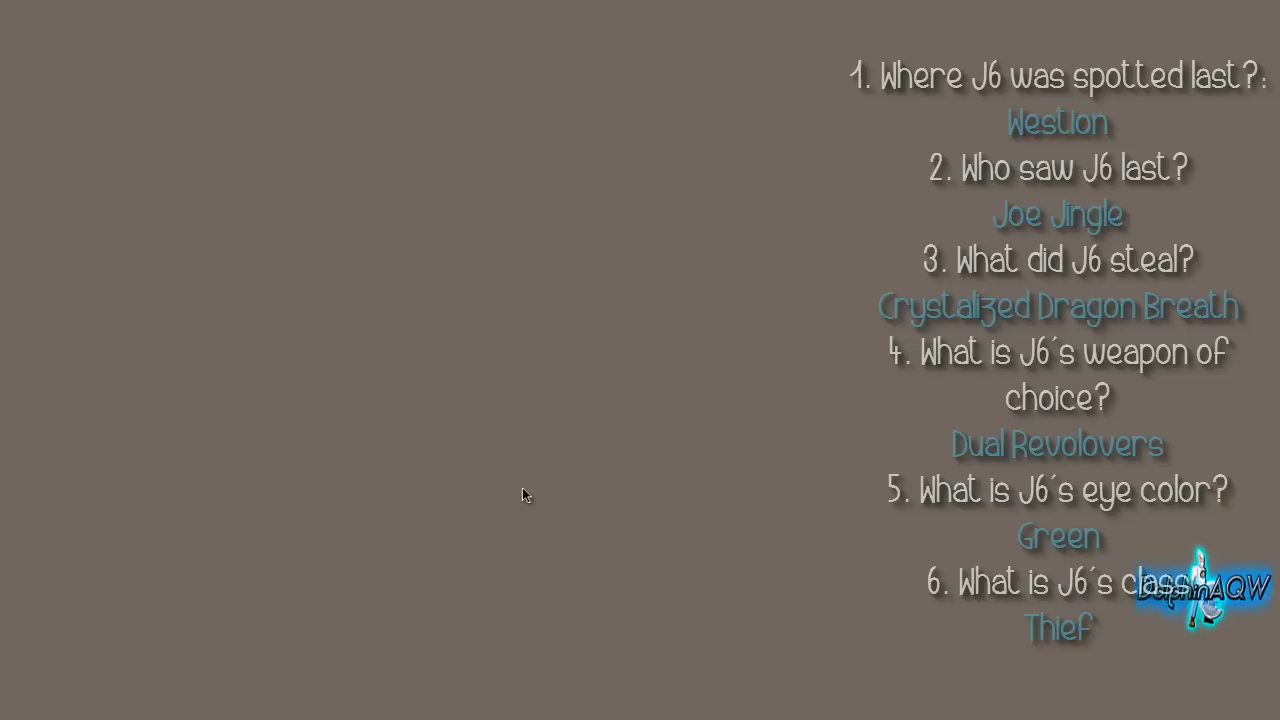 1. Where J6 was spotted last?:
Westion
2. Who saw J6 last?
Joe Jingle
3. What did J6 steal?
Crystalized Dragon Breath
4. What is J6´s weapon of
choice?
Dual Revolovers
5. What is J6´s eye color?
Green
6. What is J6´s class
DolphinAQW
Thief